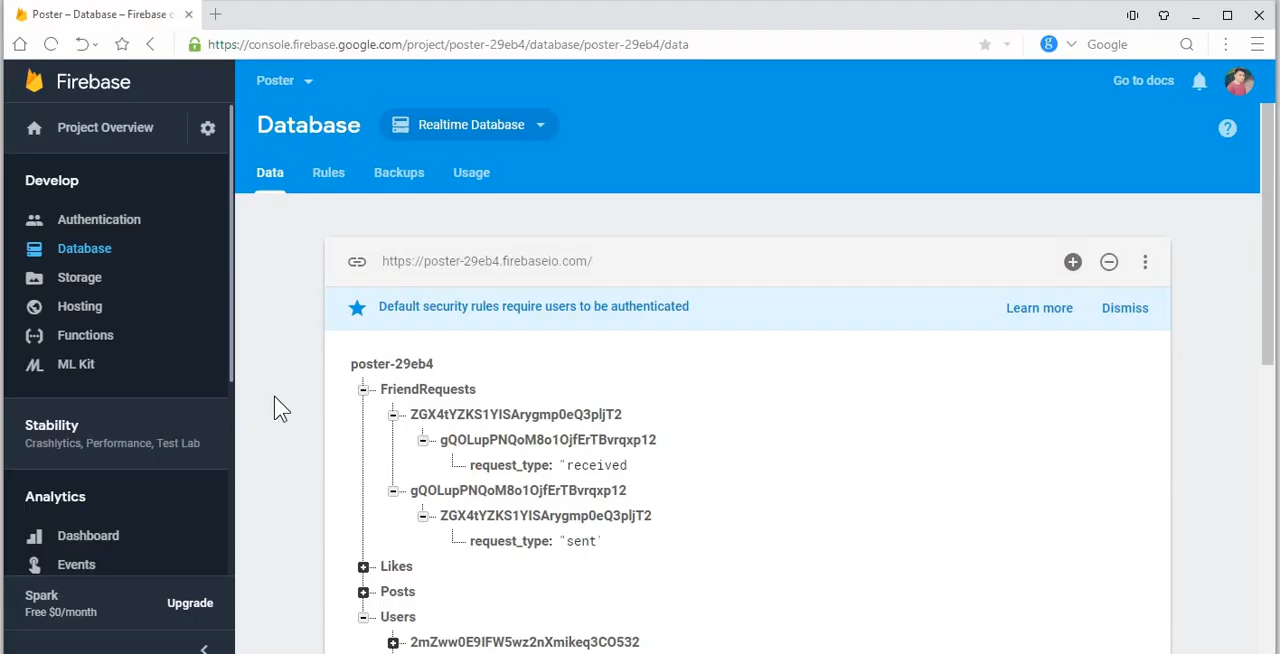 Poster – Database – Firebase c
https://console.firebase.google.com/project/poster-29eb4/database/poster-29eb4/data
Google
Firebase
Poster
Go to docs
Project Overview
Database
Realtime Database
Data
Rules
Backups
Usage
Develop
Authentication
Database
Storage
Hosting
Functions
ML Kit
Stability
Crashlytics, Performance, Test Lab
Analytics
Dashboard
Events
Spark
Free $0/month
Upgrade
https://poster-29eb4.firebaseio.com/
Default security rules require users to be authenticated
Learn more
Dismiss
poster-29eb4
FriendRequests
ZGX4tYZKS1YISArygmp0eQ3pljT2
gQOLupPNQoM8o1OjfErTBvrqxp12
request_type: "received
gQOLupPNQoM8o1OjfErTBvrqxp12
ZGX4tYZKS1YISArygmp0eQ3pljT2
request_type: "sent"
Likes
Posts
Users
2mZww0E9IFW5wz2nXmikeq3CO532